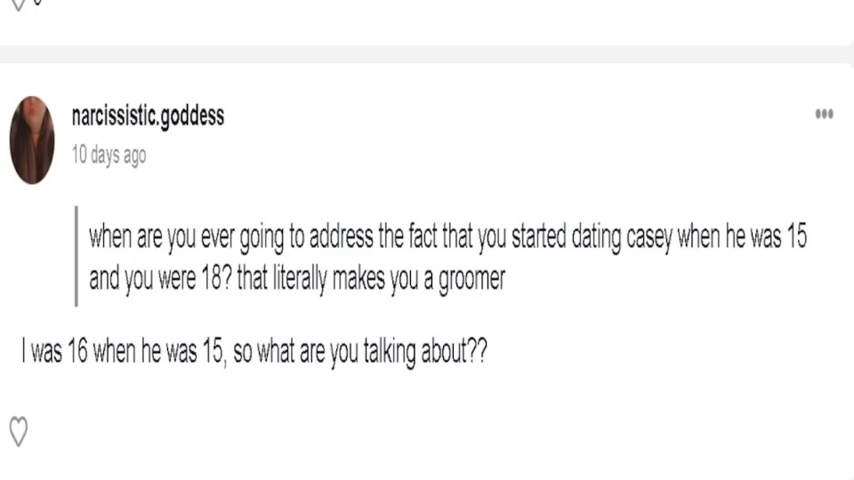 narcissistic.goddess
10 days ago
when are you ever going to address the fact that you started dating casey when he was 15
and you were 18? that literally makes you a groomer
I was 16 when he was 15, so what are you talking about??